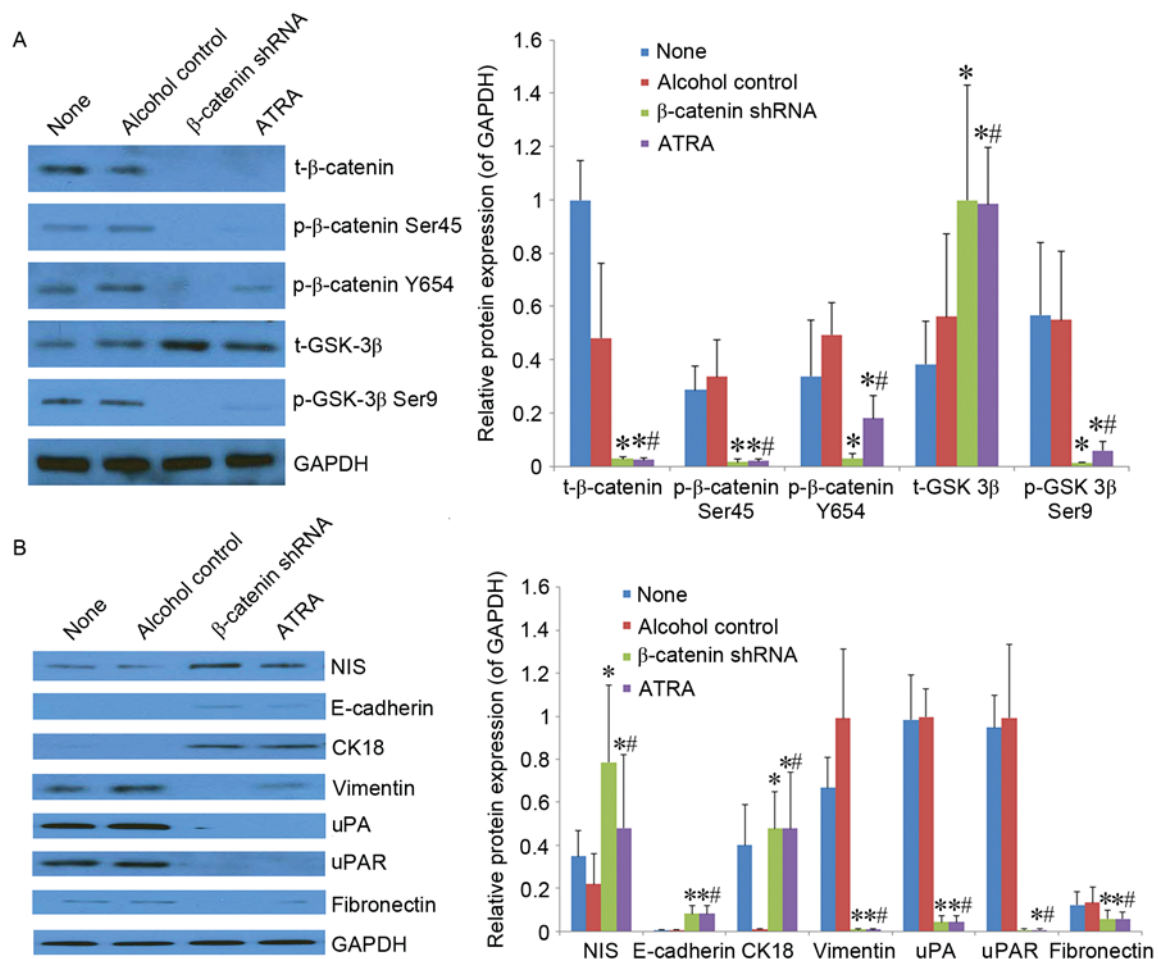 A
None
Alcohol control
β-catenin shRNA
ATRA
t-β-catenin
p-β-catenin Ser45
p-β-catenin Y654
t-GSK-3β
p-GSK-3β Ser9
GAPDH
Relative protein expression (of GAPDH)
1.6
1.4
1.2
1
0.8
0.6
0.4
0.2
0
None
Alcohol control
β-catenin shRNA
ATRA
**#
**#
*
*#
*
*#
*
*#
t-β-catenin p-β-catenin p-β-catenin t-GSK 3β p-GSK 3β
Ser45 Y654 Ser9
B
None
Alcohol control
β-catenin shRNA
ATRA
NIS
E-cadherin
CK18
Vimentin
uPA
uPAR
Fibronectin
GAPDH
Relative protein expression (of GAPDH)
1.6
1.4
1.2
1
0.8
0.6
0.4
0.2
0
None
Alcohol control
β-catenin shRNA
ATRA
*
*#
**#
*
*#
**#
**#
*#
**#
NIS E-cadherin CK18 Vimentin uPA uPAR Fibronectin